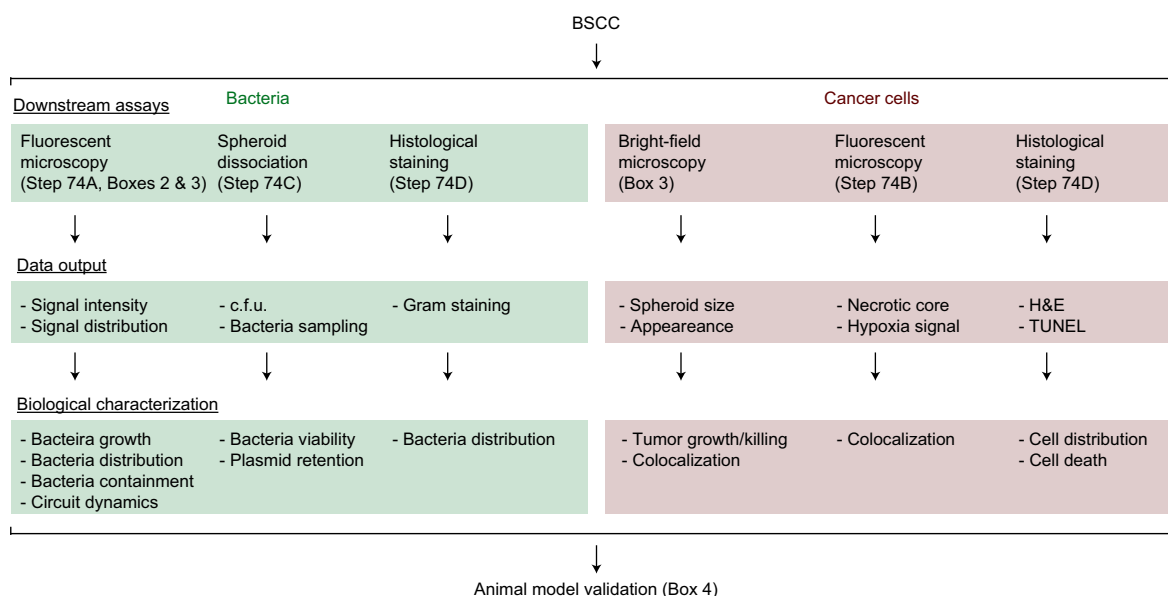 BSCC
Downstream assays
Bacteria
Cancer cells
Fluorescent
microscopy
(Step 74A, Boxes 2 & 3)
Spheroid
dissociation
(Step 74C)
Histological
staining
(Step 74D)
Bright-field
microscopy
(Box 3)
Fluorescent
microscopy
(Step 74B)
Histological
staining
(Step 74D)
Data output
- Signal intensity
- Signal distribution
- c.f.u.
- Bacteria sampling
- Gram staining
- Spheroid size
- Appeareance
- Necrotic core
- Hypoxia signal
- H&E
- TUNEL
Biological characterization
- Bacteira growth
- Bacteria distribution
- Bacteria containment
- Circuit dynamics
- Bacteria viability
- Plasmid retention
- Bacteria distribution
- Tumor growth/killing
- Colocalization
- Colocalization
- Cell distribution
- Cell death
Animal model validation (Box 4)